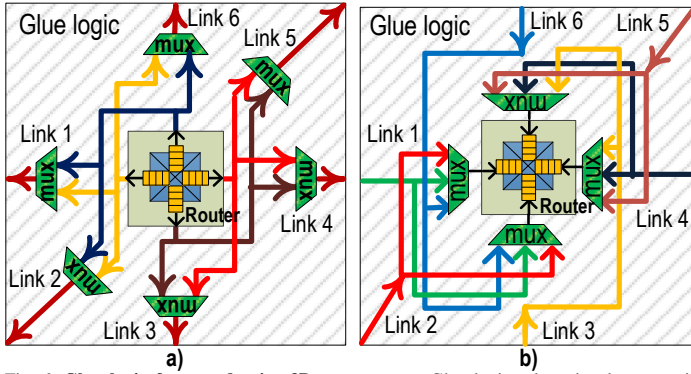 Glue logic
Link 6
Link 5
mux
mux
Link 1
mux
mux
Router
Link 4
Link 2
mux
mux
Link 3
a)
Glue logic
Link 6
Link 5
mux
Link 1
mux
mux
Router
Link 4
mux
Link 2
Link 3
b)